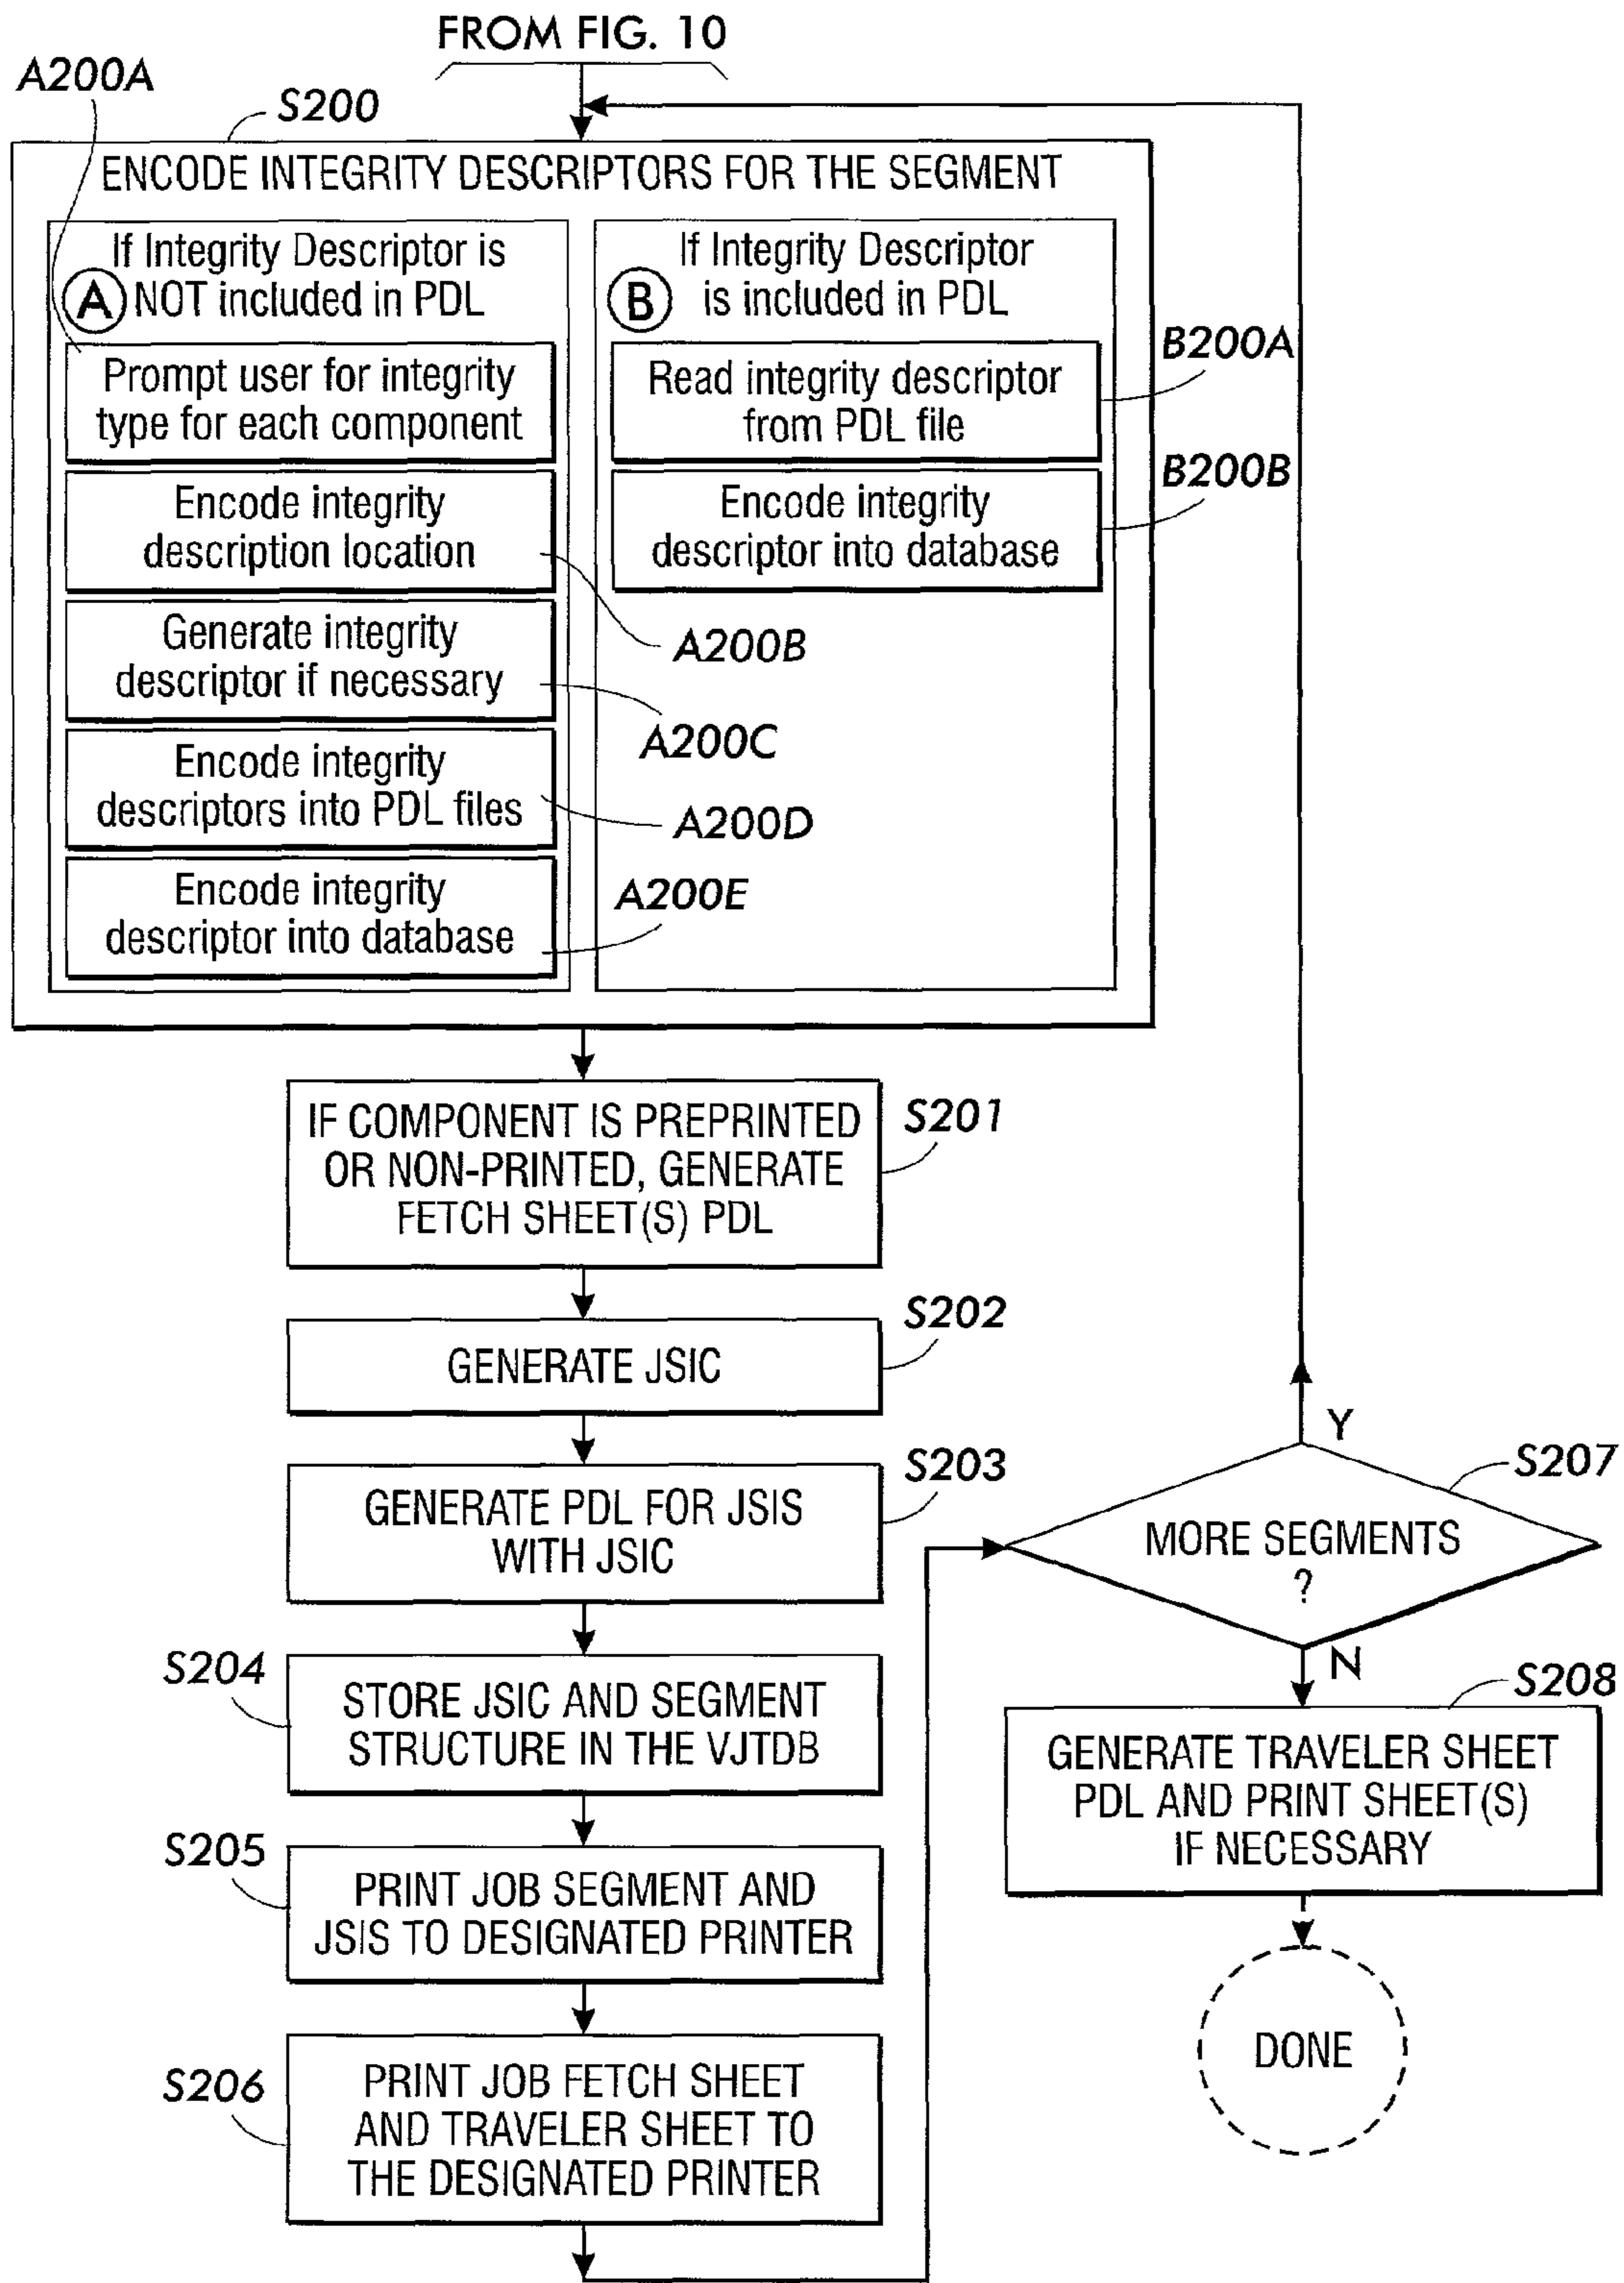 FROM FIG. 10
A200A
S200
ENCODE INTEGRITY DESCRIPTORS FOR THE SEGMENT
If Integrity Descriptor is
A NOT included in PDL
Prompt user for integrity
type for each component
Encode integrity
description location
Generate integrity
descriptor if necessary
Encode integrity
descriptors into PDL files
Encode integrity
descriptor into database
If Integrity Descriptor
B is included in PDL
Read integrity descriptor
from PDL file
Encode integrity
descriptor into database
B200A
B200B
A200B
A200C
A200D
A200E
IF COMPONENT IS PREPRINTED
OR NON-PRINTED, GENERATE
FETCH SHEET(S) PDL
S201
GENERATE JSIC
S202
GENERATE PDL FOR JSIS
WITH JSIC
S203
S204
STORE JSIC AND SEGMENT
STRUCTURE IN THE VJTDB
S205
PRINT JOB SEGMENT AND
JSIS TO DESIGNATED PRINTER
S206
PRINT JOB FETCH SHEET
AND TRAVELER SHEET TO
THE DESIGNATED PRINTER
Y
S207
MORE SEGMENTS
?
N
S208
GENERATE TRAVELER SHEET
PDL AND PRINT SHEET(S)
IF NECESSARY
DONE